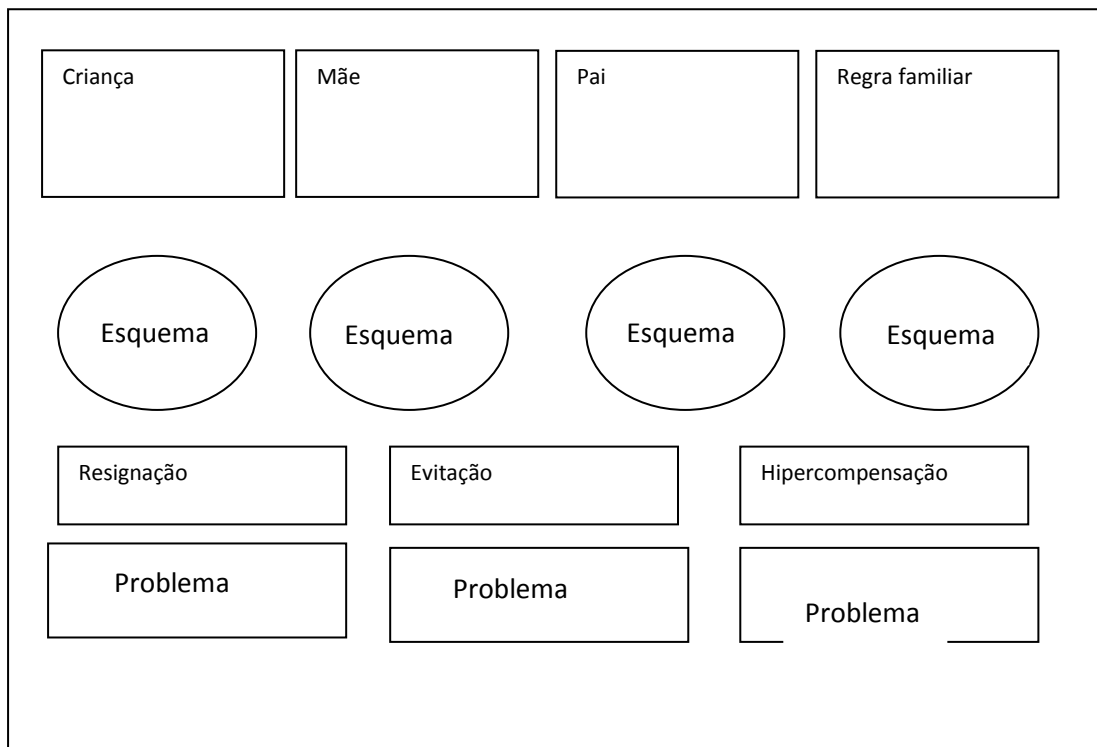 Criança
Mãe
Pai
Regra familiar
Esquema
Esquema
Esquema
Esquema
Resignação
Evitação
Hipercompensação
Problema
Problema
Problema